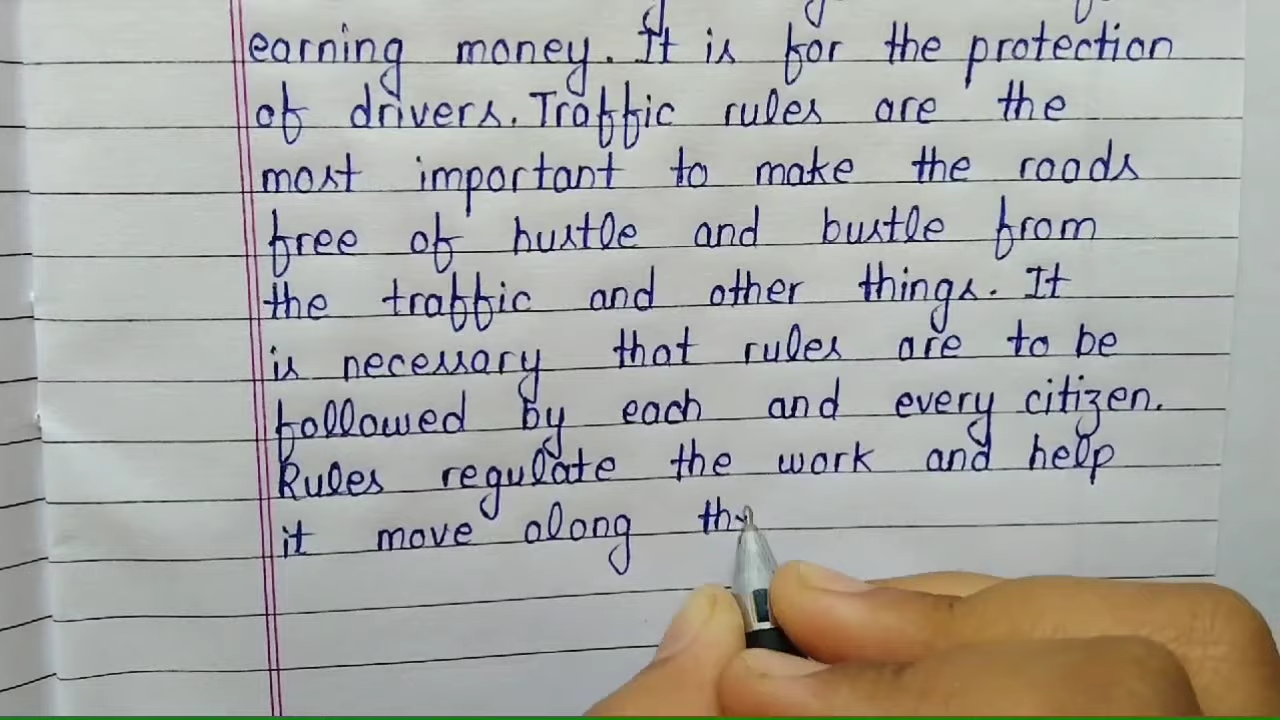 earning money. It is for the protection
of drivers. Traffic rules are the
most important to make the roads
free of hustle and bustle from
the traffic and other things. It
is necessary that rules are to be
followed by each and every citizen.
Rules regulate the work and help
it move along